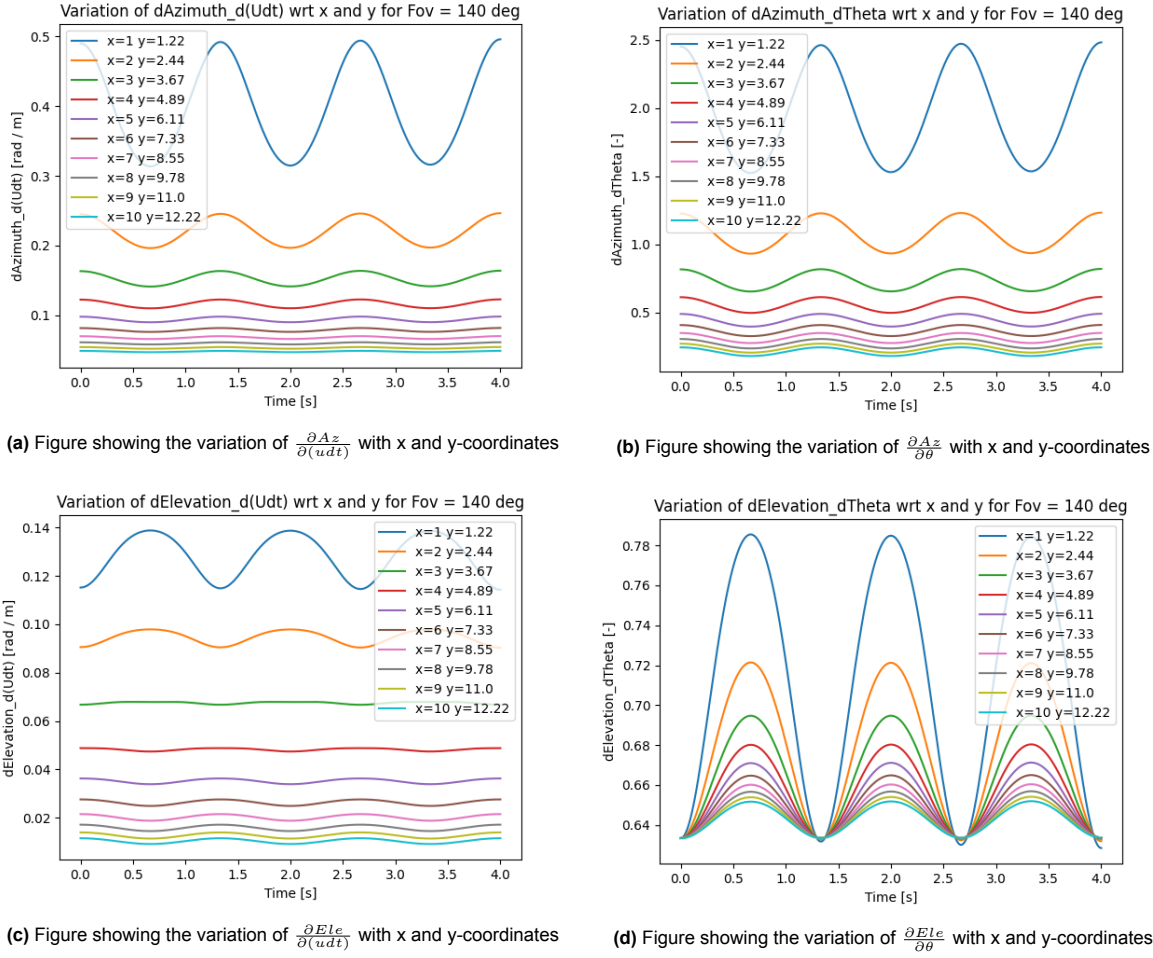 Variation of dAzimuth_d(Udt) wrt x and y for Fov = 140 deg
dAzimuth_d(Udt) [rad / m]
0.5
0.4
0.3
0.2
0.1
x=1 y=1.22
x=2 y=2.44
x=3 y=3.67
x=4 y=4.89
x=5 y=6.11
x=6 y=7.33
x=7 y=8.55
x=8 y=9.78
x=9 y=11.0
x=10 y=12.22
0.0 0.5 1.0 1.5 2.0 2.5 3.0 3.5 4.0
Time [s]
(a) Figure showing the variation of ∂Az/∂(udt) with x and y-coordinates
Variation of dAzimuth_dTheta wrt x and y for Fov = 140 deg
dAzimuth_dTheta [-]
2.5
2.0
1.5
1.0
0.5
x=1 y=1.22
x=2 y=2.44
x=3 y=3.67
x=4 y=4.89
x=5 y=6.11
x=6 y=7.33
x=7 y=8.55
x=8 y=9.78
x=9 y=11.0
x=10 y=12.22
0.0 0.5 1.0 1.5 2.0 2.5 3.0 3.5 4.0
Time [s]
(b) Figure showing the variation of ∂Az/∂θ with x and y-coordinates
Variation of dElevation_d(Udt) wrt x and y for Fov = 140 deg
dElevation_d(Udt) [rad / m]
0.14
0.12
0.10
0.08
0.06
0.04
0.02
x=1 y=1.22
x=2 y=2.44
x=3 y=3.67
x=4 y=4.89
x=5 y=6.11
x=6 y=7.33
x=7 y=8.55
x=8 y=9.78
x=9 y=11.0
x=10 y=12.22
0.0 0.5 1.0 1.5 2.0 2.5 3.0 3.5 4.0
Time [s]
(c) Figure showing the variation of ∂Ele/∂(udt) with x and y-coordinates
Variation of dElevation_dTheta wrt x and y for Fov = 140 deg
dElevation_dTheta [-]
0.78
0.76
0.74
0.72
0.70
0.68
0.66
0.64
x=1 y=1.22
x=2 y=2.44
x=3 y=3.67
x=4 y=4.89
x=5 y=6.11
x=6 y=7.33
x=7 y=8.55
x=8 y=9.78
x=9 y=11.0
x=10 y=12.22
0.0 0.5 1.0 1.5 2.0 2.5 3.0 3.5 4.0
Time [s]
(d) Figure showing the variation of ∂Ele/∂θ with x and y-coordinates